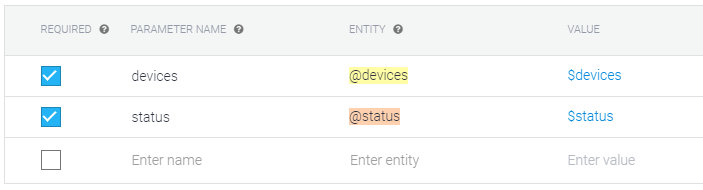 REQUIRED PARAMETER NAME ENTITY VALUE
devices @devices $devices
status @status $status
Enter name Enter entity Enter value